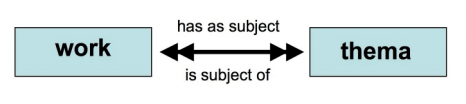 has as subject
work
thema
is subject of